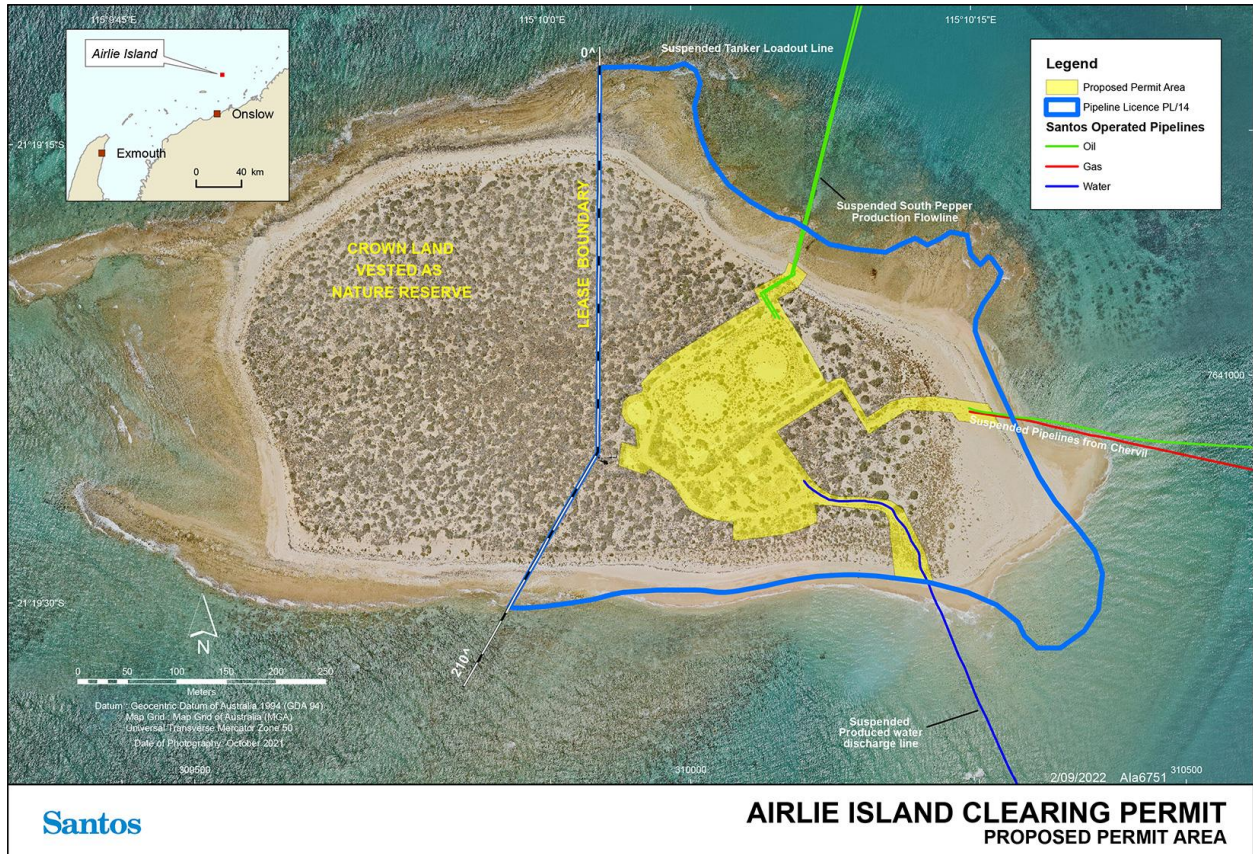 115°9'45"E
115°10'0"E
115°10'15"E
Airlie Island
Onslow
Exmouth
0 40 km
0^
Suspended Tanker Loadout Line
Legend
Proposed Permit Area
Pipeline Licence PL/14
Santos Operated Pipelines
Oil
Gas
Water
21°19'15"S
Suspended South Pepper
Production Flowline
CROWN LAND
VESTED AS
NATURE RESERVE
LEASE BOUNDARY
7641000
Suspended Pipelines from Chervil
21°19'30"S
N
210^
0 50 100 150 200 250
Meters
Datum : Geocentric Datum of Australia 1994 (GDA 94)
Map Grid : Map Grid of Australia (MGA)
Universal Transverse Mercator Zone 50
Date of Photography: October 2021
Suspended
Produced water
discharge line
309500
310000
310500
2/09/2022 Ala6751
Santos
AIRLIE ISLAND CLEARING PERMIT
PROPOSED PERMIT AREA